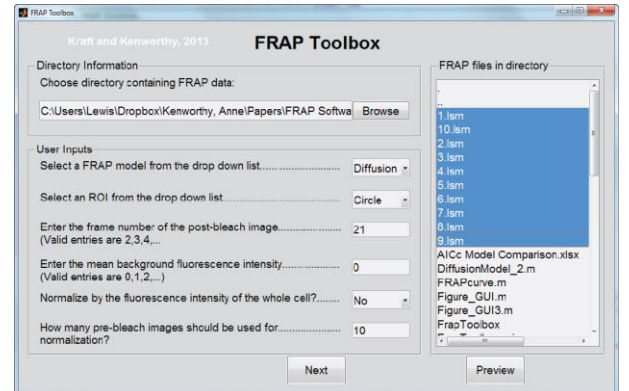 FRAP Toolbox
Kraft and Kenworthy, 2013
FRAP Toolbox
Directory Information
Choose directory containing FRAP data:
C:\Users\Lewis\Dropbox\Kenworthy, Anne\Papers\FRAP Softwa
Browse
User Inputs
Select a FRAP model from the drop down list............................ Diffusion
Select an ROI from the drop down list........................................ Circle
Enter the frame number of the post-bleach image...................... 21
(Valid entries are 2,3,4,...
Enter the mean background fluorescence intensity.................... 0
(Valid entries are 0,1,2,...)
Normalize by the fluorescence intensity of the whole cell?........ No
How many pre-bleach images should be used for...................... 10
normalization?
Next
FRAP files in directory
.
..
1.lsm
10.lsm
2.lsm
3.lsm
4.lsm
5.lsm
6.lsm
7.lsm
8.lsm
9.lsm
AICc Model Comparison.xlsx
DiffusionModel_2.m
FRAPcurve.m
Figure_GUI.m
Figure_GUI3.m
FrapToolbox
Preview